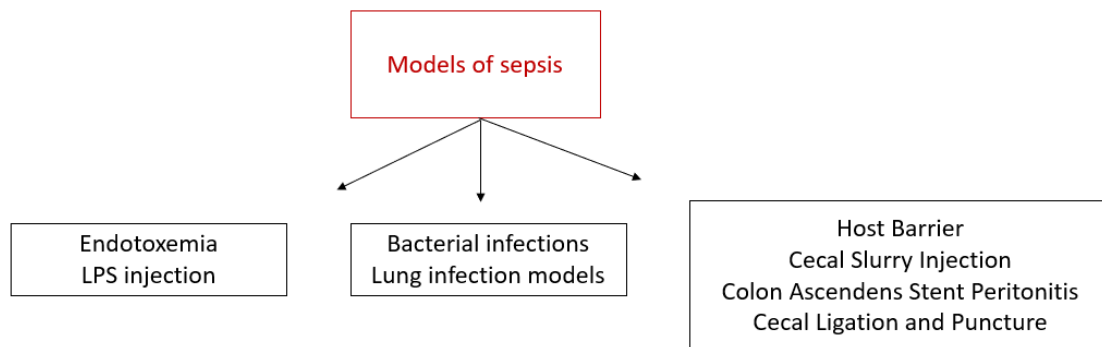 Models of sepsis
Endotoxemia
LPS injection
Bacterial infections
Lung infection models
Host Barrier
Cecal Slurry Injection
Colon Ascendens Stent Peritonitis
Cecal Ligation and Puncture